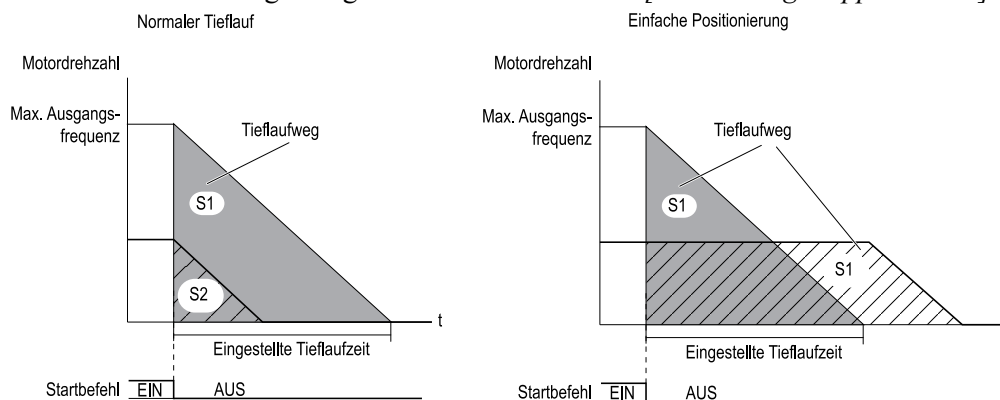 Normaler Tieflauf
Motordrehzahl
Max. Ausgangs-
frequenz
Tieflaufweg
S1
S2
t
Eingestellte Tieflaufzeit
Startbefehl EIN AUS
Einfache Positionierung
Motordrehzahl
Max. Ausgangs-
frequenz
Tieflaufweg
S1
S1
Eingestellte Tieflaufzeit
Startbefehl EIN AUS